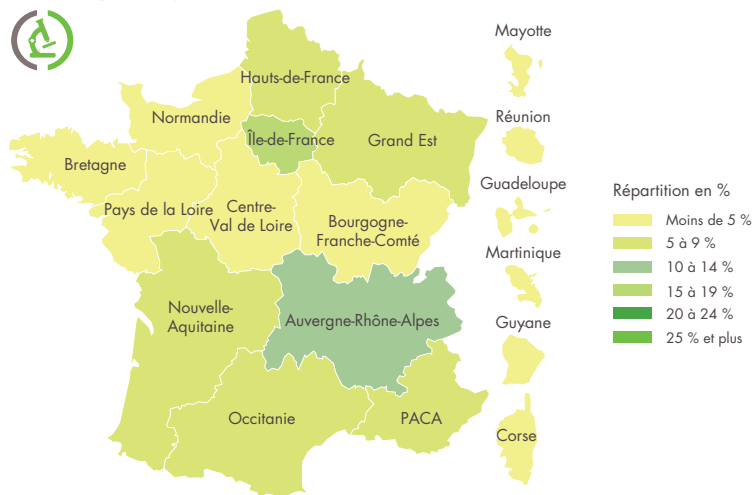 Mayotte
Hauts-de-France
Normandie
Réunion
Île-de-France
Grand Est
Bretagne
Guadeloupe
Répartition en %
Pays de la Loire
Centre-
Val de Loire
Bourgogne-
Franche-Comté
Moins de 5 %
5 à 9 %
Martinique
10 à 14 %
15 à 19 %
Nouvelle-
Aquitaine
Auvergne-Rhône-Alpes
20 à 24 %
Guyane
25 % et plus
Occitanie
PACA
Corse